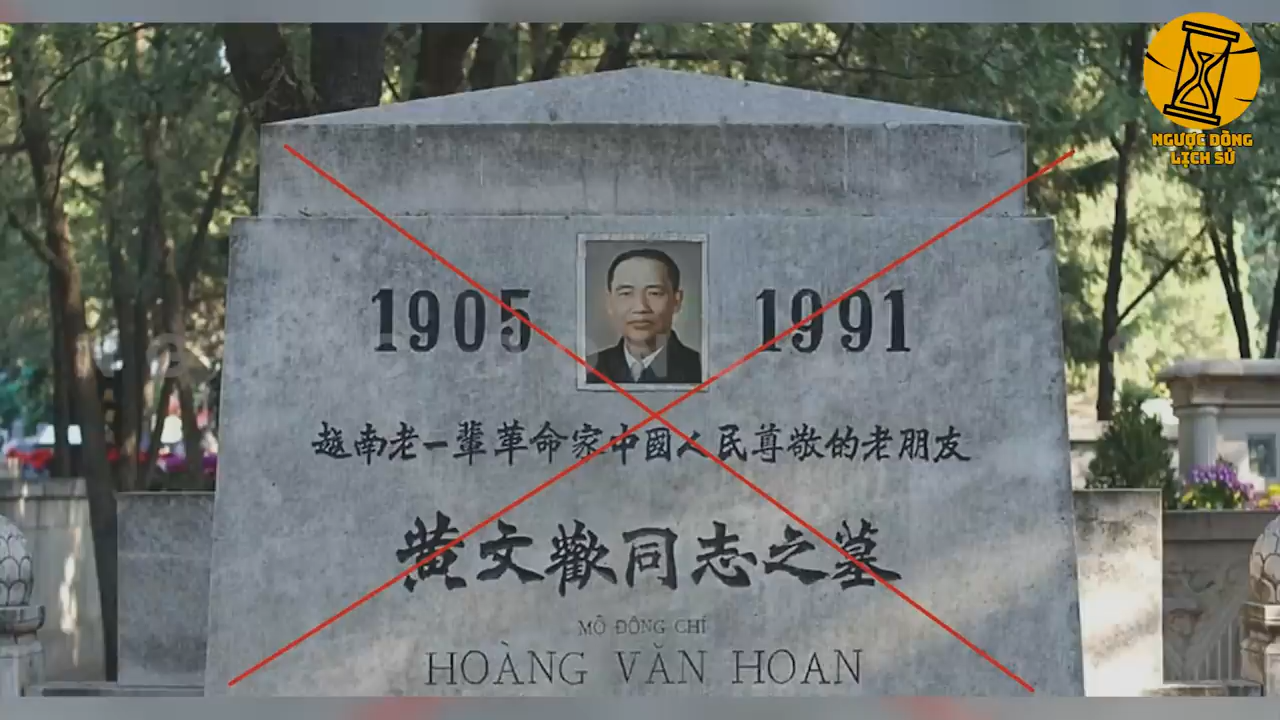 NGƯỢC DÒNG
LỊCH SỬ
1905 1991
越南老一輩革命家中國人民尊敬的老朋友
黃文歡同志之墓
MỘ ĐỒNG CHÍ
HOÀNG VĂN HOAN